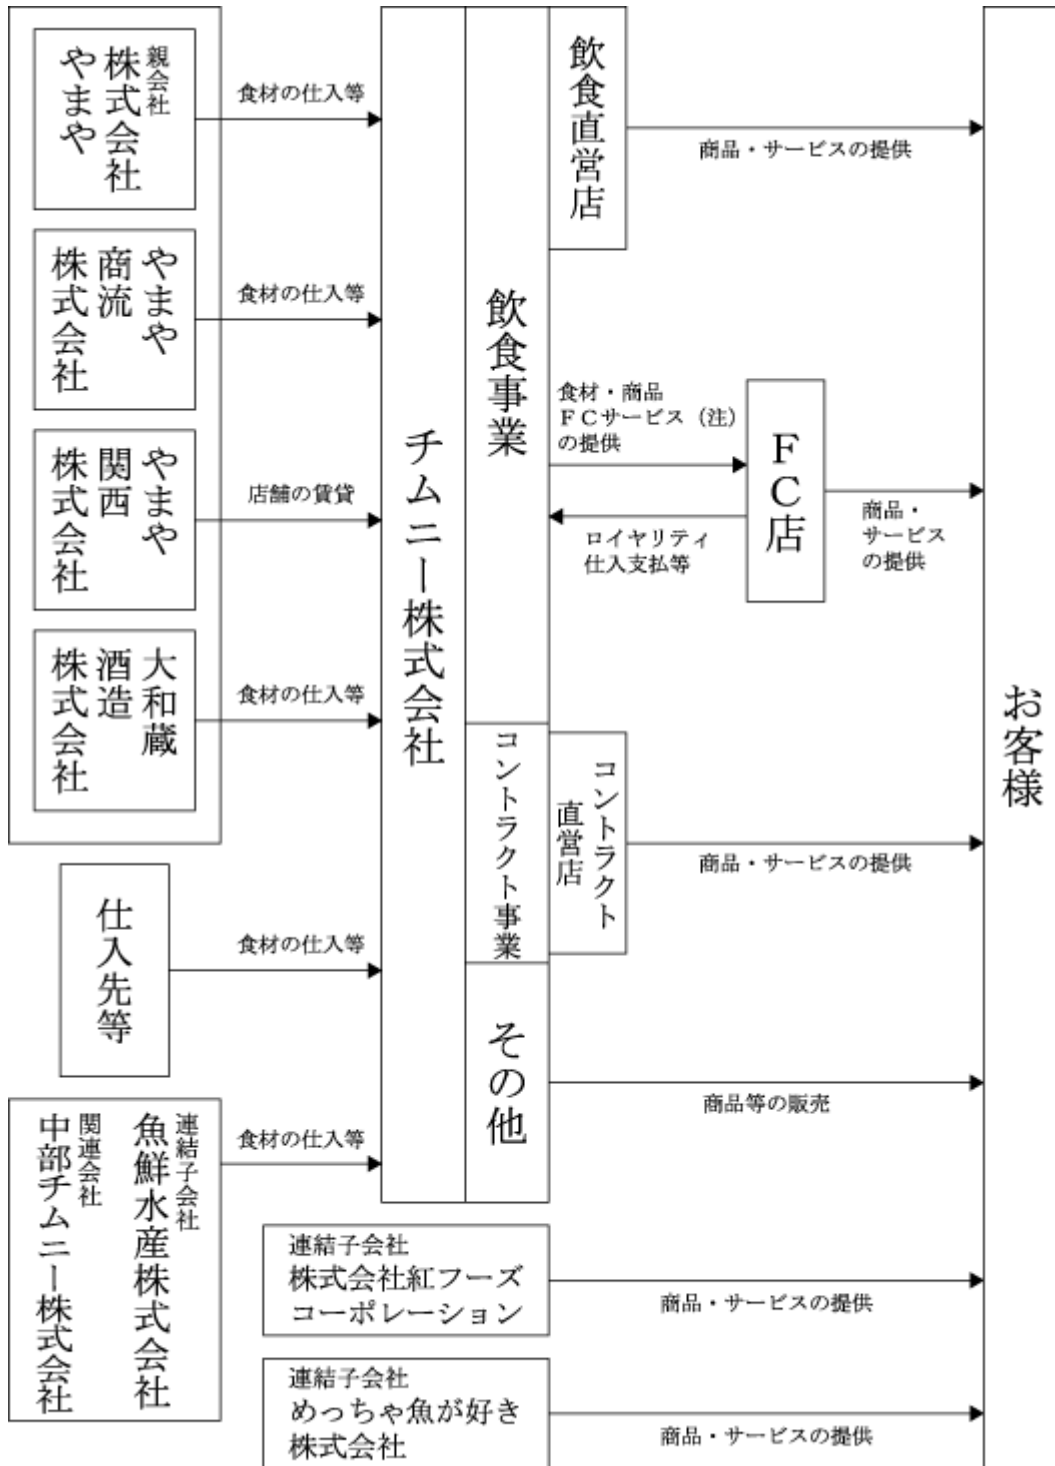 親会社
株式会社
やまや
食材の仕入等
やまや
商流
株式会社
食材の仕入等
やまや
関西
株式会社
店舗の賃貸
大和蔵
酒造
株式会社
食材の仕入等
仕入先等
食材の仕入等
連結子会社
魚鮮水産株式会社
関連会社
中部チムニー株式会社
食材の仕入等
チムニー株式会社
飲食事業
飲食直営店
商品・サービスの提供
食材・商品
FCサービス(注)
の提供
ロイヤリティ
仕入支払等
FC店
商品・
サービス
の提供
コントラクト事業
コントラクト
直営店
商品・サービスの提供
その他
商品等の販売
連結子会社
株式会社紅フーズ
コーポレーション
商品・サービスの提供
連結子会社
めっちゃ魚が好き
株式会社
商品・サービスの提供
お客様